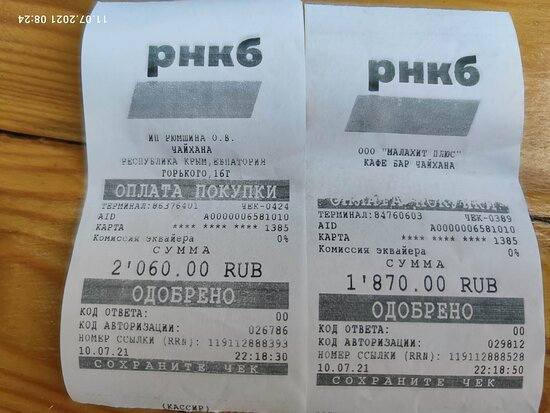 11.07.2021 08:24
рнкб
ИП РЮМШИНА О.В.
ЧАЙХАНА
РЕСПУБЛИКА КРЫМ,ЕВПАТОРИЯ
ГОРЬКОГО,16Г
ОПЛАТА ПОКУПКИ
ТЕРМИНАЛ:86376401 ЧЕК-0424
AID A0000006581010
КАРТА **** **** **** 1385
Комиссия эквайера 0%
СУММА
2'060.00 RUB
ОДОБРЕНО
КОД ОТВЕТА: 00
КОД АВТОРИЗАЦИИ: 026786
НОМЕР ССЫЛКИ (RRN): 119112888393
10.07.21 22:18:30
СОХРАНИТЕ ЧЕК
(КАССИР)
рнкб
ООО "МАЛАХИТ ПЛЮС"
КАФЕ БАР ЧАЙХАНА
ОПЛАТА ПОКУПКИ
ТЕРМИНАЛ:84760603 ЧЕК-0389
AID A0000006581010
КАРТА **** **** **** 1385
Комиссия эквайера 0%
СУММА
1'870.00 RUB
ОДОБРЕНО
КОД ОТВЕТА: 00
КОД АВТОРИЗАЦИИ: 029812
НОМЕР ССЫЛКИ (RRN): 119112888528
10.07.21 22:18:50
СОХРАНИТЕ ЧЕК